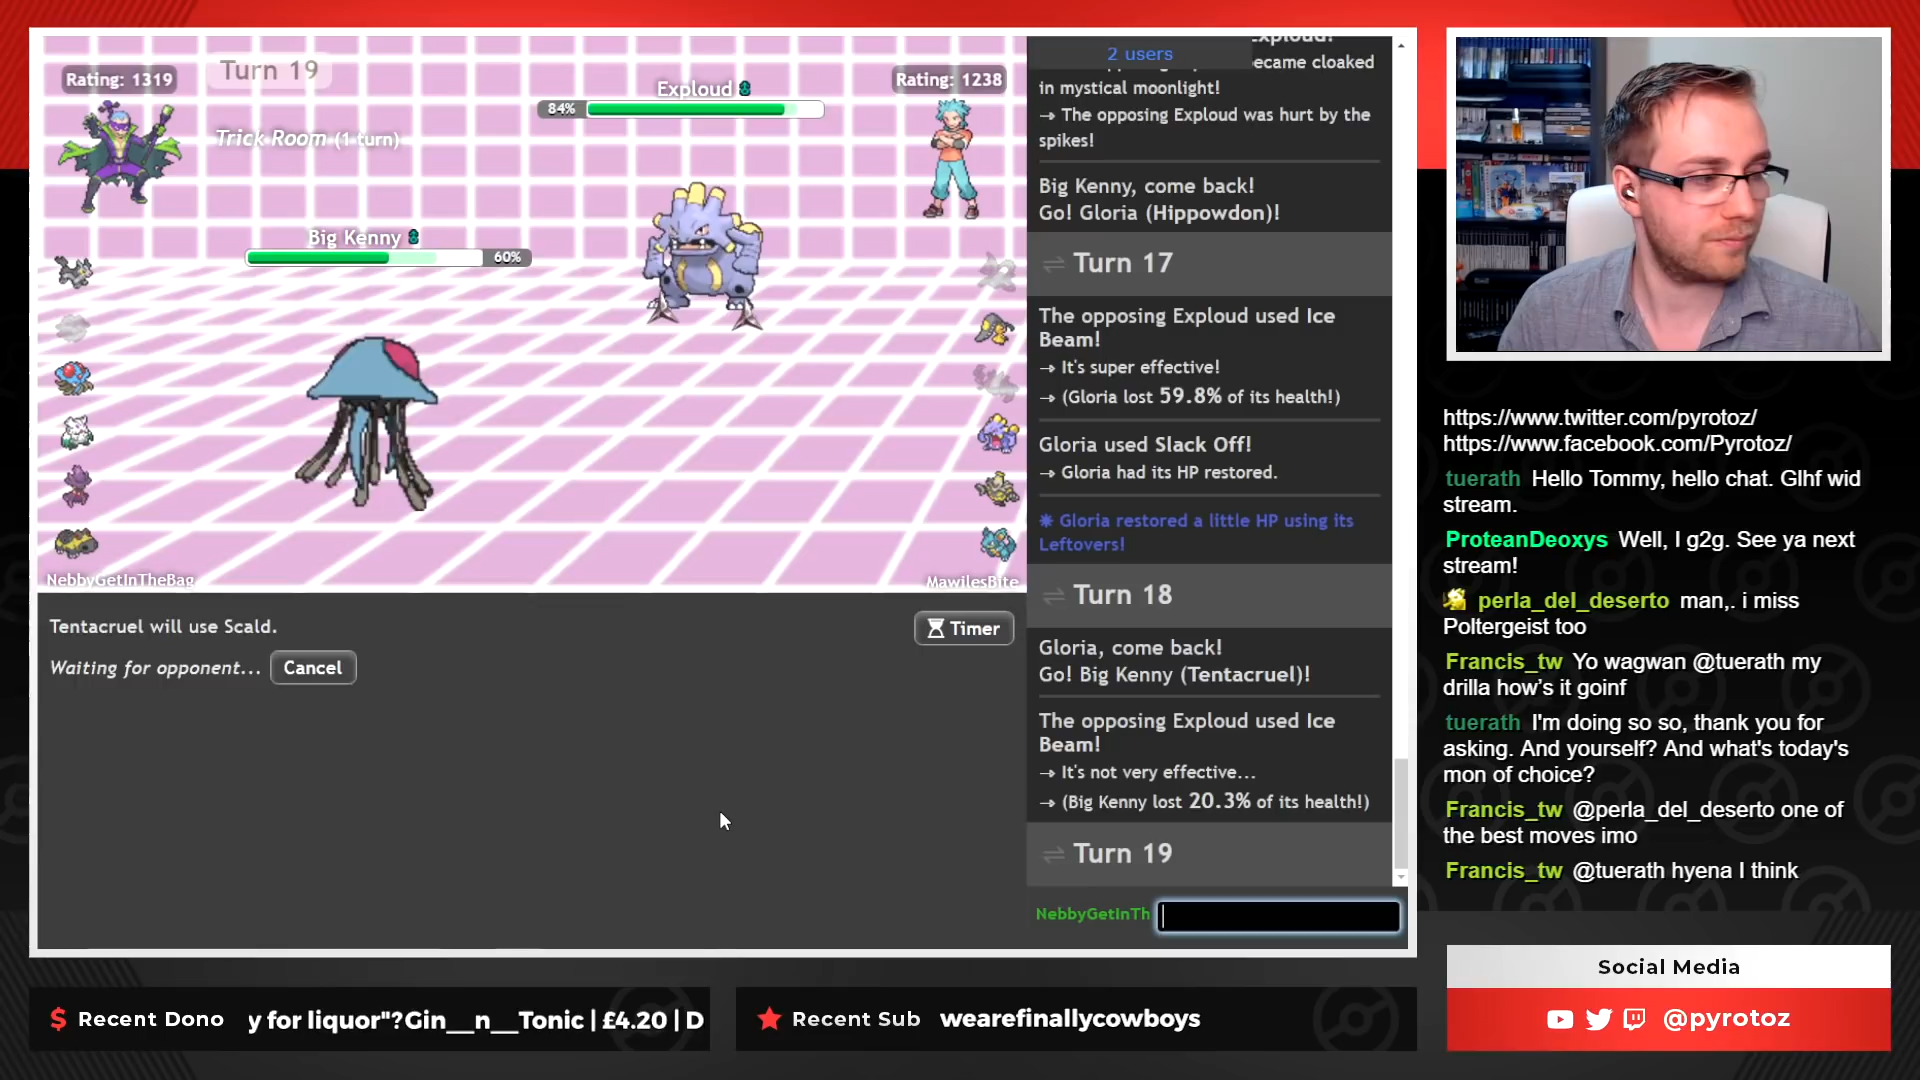 Rating: 1319
Turn 19
Trick Room (1 turn)
Exploud
84%
Rating: 1238
Big Kenny
60%
NebbyGetInTheBag
MawilesBite
Tentacruel will use Scald.
Waiting for opponent...
Cancel
Timer
2 users
became cloaked
in mystical moonlight!
→ The opposing Exploud was hurt by the
spikes!
Big Kenny, come back!
Go! Gloria (Hippowdon)!
Turn 17
The opposing Exploud used Ice
Beam!
→ It's super effective!
→ (Gloria lost 59.8% of its health!)
Gloria used Slack Off!
→ Gloria had its HP restored.
Gloria restored a little HP using its
Leftovers!
Turn 18
Gloria, come back!
Go! Big Kenny (Tentacruel)!
The opposing Exploud used Ice
Beam!
→ It's not very effective...
→ (Big Kenny lost 20.3% of its health!)
Turn 19
NebbyGetInTh
https://www.twitter.com/pyrotoz/
https://www.facebook.com/Pyrotoz/
tuerath Hello Tommy, hello chat. Glhf wid
stream.
ProteanDeoxys Well, I g2g. See ya next
stream!
perla_del_deserto man,. i miss
Poltergeist too
Francis_tw Yo wagwan @tuerath my
drilla how's it goinf
tuerath I'm doing so so, thank you for
asking. And yourself? And what's today's
mon of choice?
Francis_tw @perla_del_deserto one of
the best moves imo
Francis_tw @tuerath hyena I think
Social Media
@pyrotoz
$ Recent Dono
y for liquor"?Gin__n__Tonic | £4.20 | D
Recent Sub
wearefinallycowboys